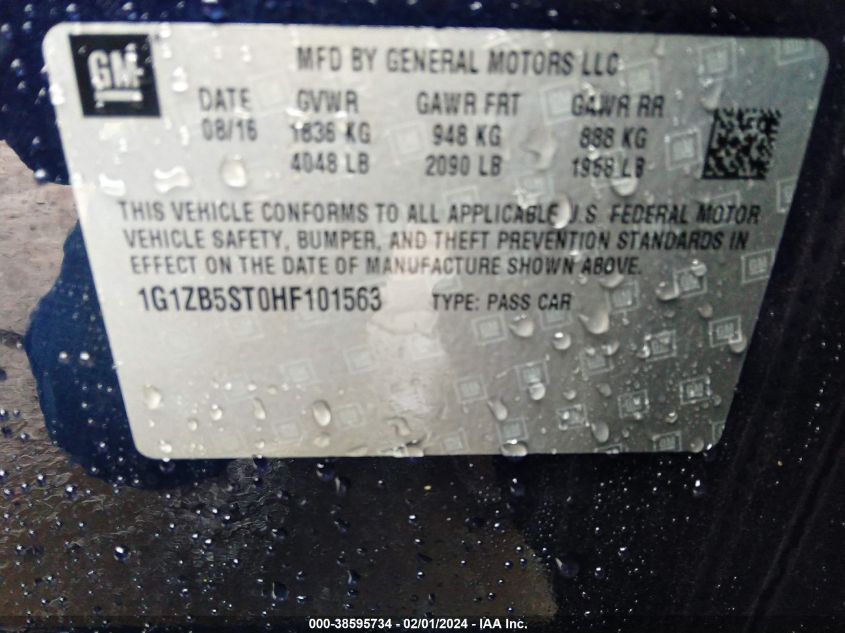 GM
MFD BY GENERAL MOTORS LLC
DATE GVWR GAWR FRT GAWR RR
08/16 1836 KG 948 KG 888 KG
4048 LB 2090 LB 1958 LB
THIS VEHICLE CONFORMS TO ALL APPLICABLE U.S. FEDERAL MOTOR
VEHICLE SAFETY, BUMPER, AND THEFT PREVENTION STANDARDS IN
EFFECT ON THE DATE OF MANUFACTURE SHOWN ABOVE.
1G1ZB5ST0HF101563 TYPE: PASS CAR
000-38595734 - 02/01/2024 - IAA Inc.